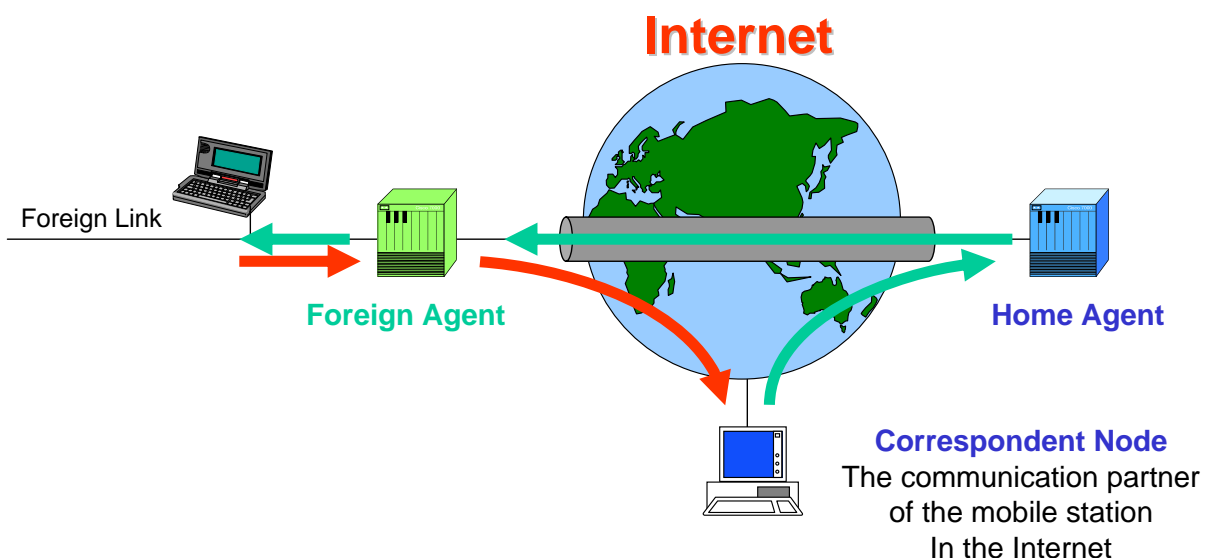 Internet
Foreign Link
Foreign Agent
Home Agent
Correspondent Node
The communication partner
of the mobile station
In the Internet